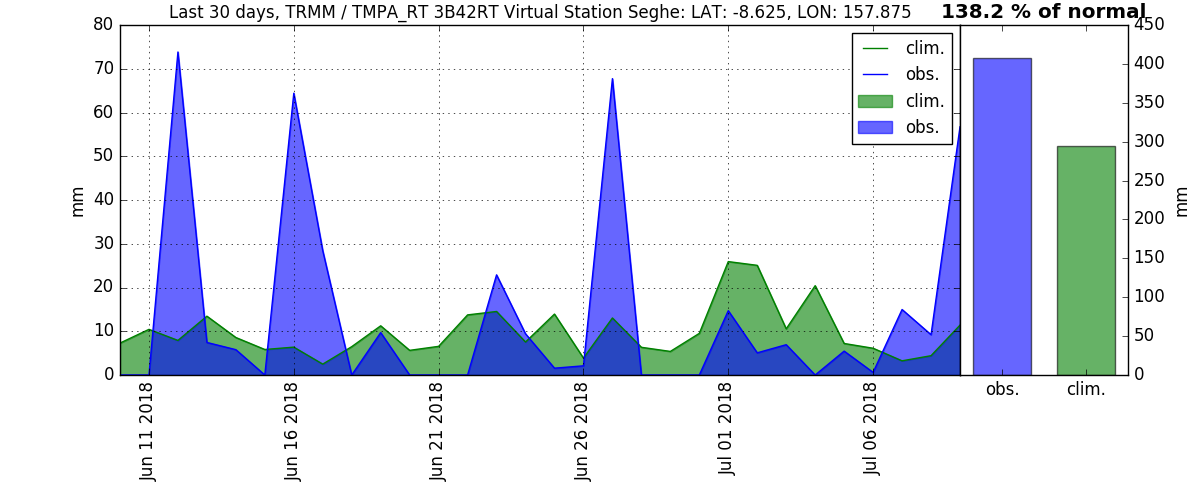 Last 30 days, TRMM / TMPA_RT 3B42RT Virtual Station Seghe: LAT: -8.625, LON: 157.875
138.2 % of normal
80
70
60
50
40
30
20
10
0
mm
clim.
obs.
clim.
obs.
Jun 11 2018
Jun 16 2018
Jun 21 2018
Jun 26 2018
Jul 01 2018
Jul 06 2018
450
400
350
300
250
200
150
100
50
0
mm
obs.
clim.